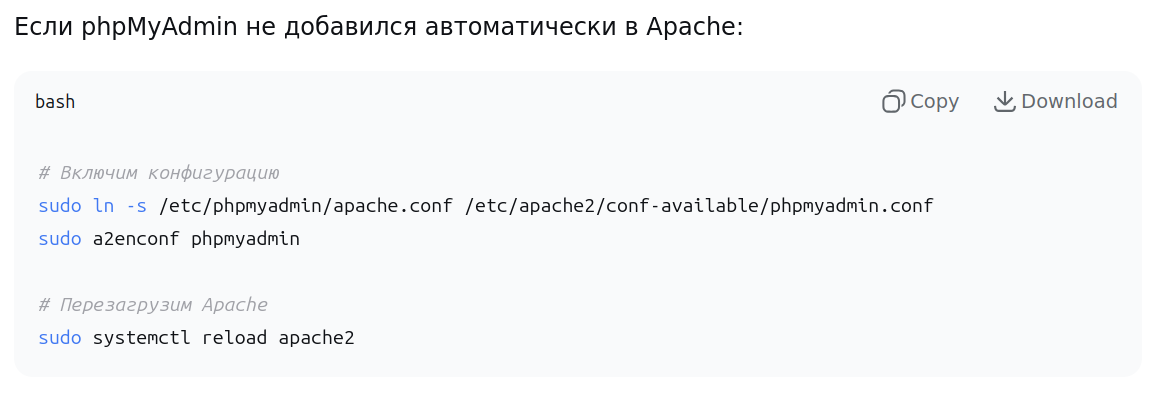 Если phpMyAdmin не добавился автоматически в Apache:
bash
Copy
Download
# Включим конфигурацию
sudo ln -s /etc/phpmyadmin/apache.conf /etc/apache2/conf-available/phpmyadmin.conf
sudo a2enconf phpmyadmin
# Перезагрузим Apache
sudo systemctl reload apache2